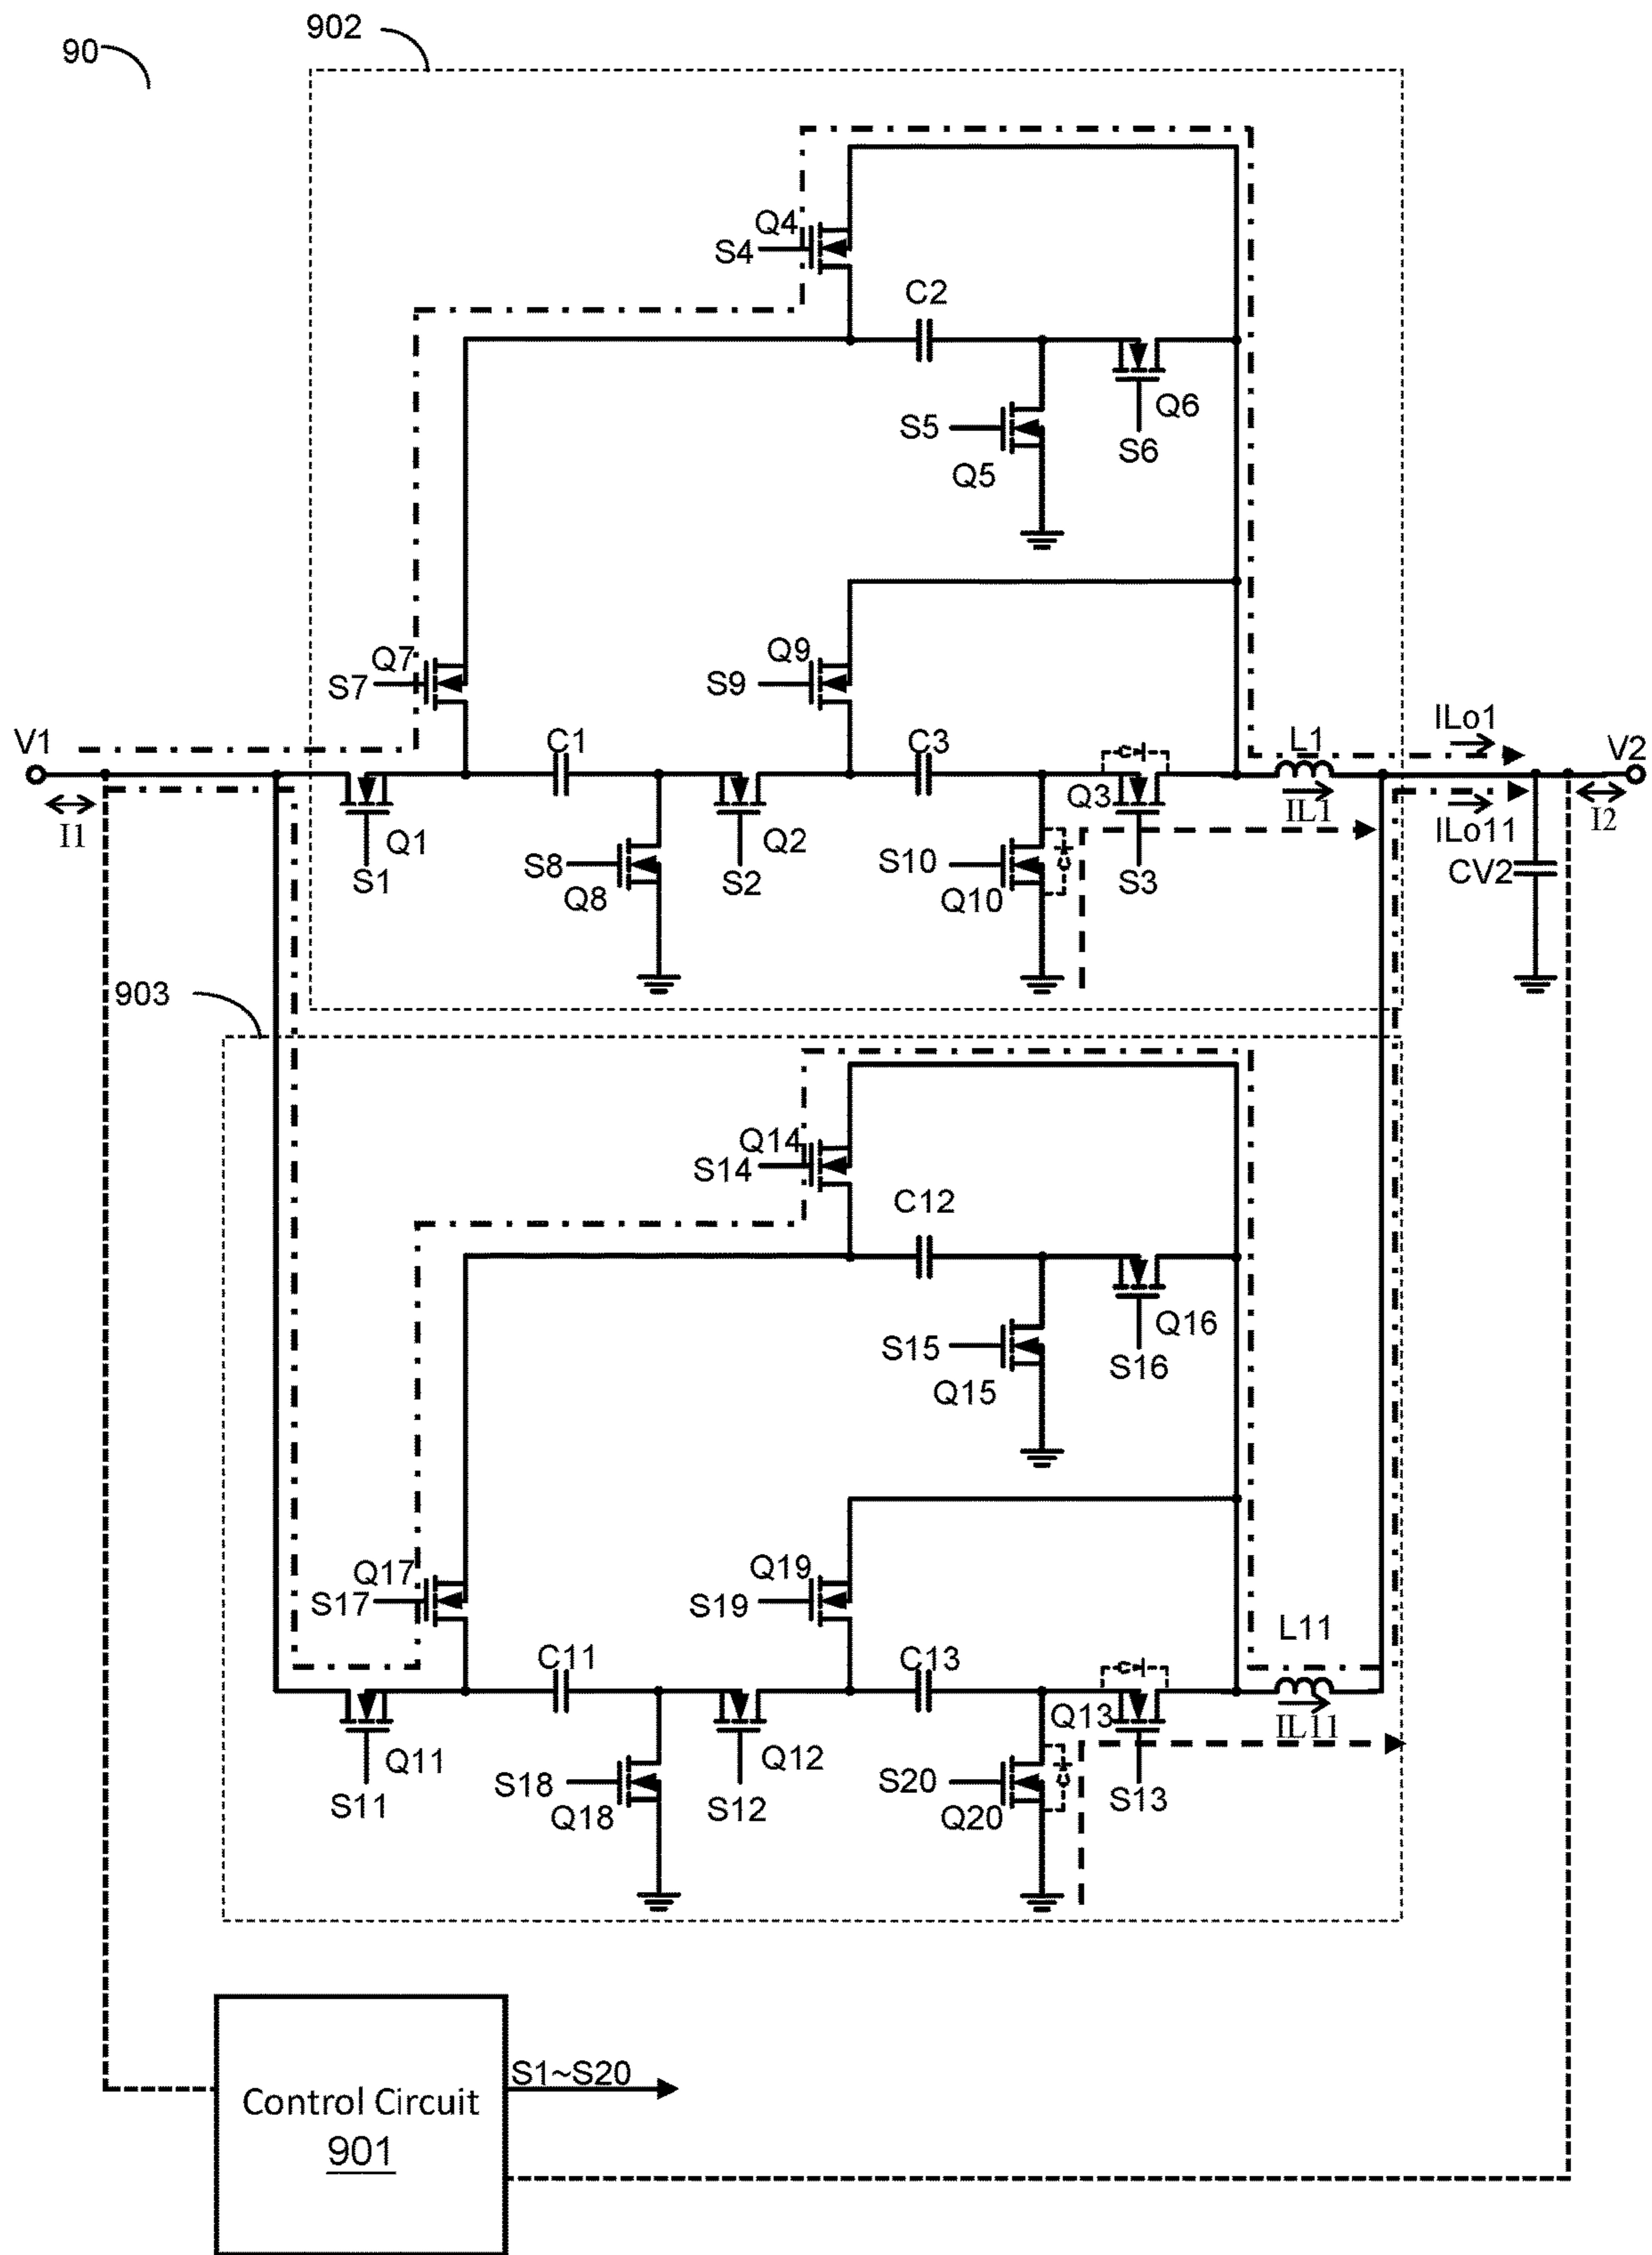 902
90
Q4
S4
C2
Q6
S5
S6
Q5
Q7
S7
Q9
S9
ILo1
V1
C1
C3
L1
V2
Q3
IL1
ILo11
I1
I2
Q1
S8
Q2
S10
CV2
S1
Q8
S2
Q10
S3
903
Q14
S14
C12
Q16
S15
S16
Q15
Q17
S17
Q19
S19
L11
C11
C13
Q13
IL11
Q11
S18
Q12
S20
S13
S11
Q18
S12
Q20
S1~S20
Control Circuit
901